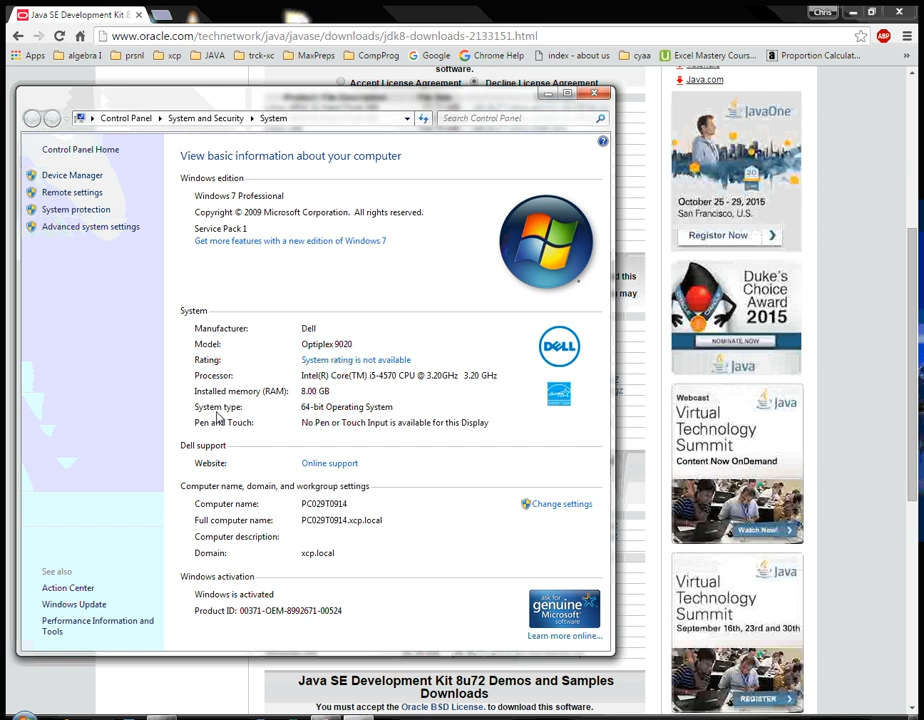 Java SE Development Kit 8
Chris
www.oracle.com/technetwork/java/javase/downloads/jdk8-downloads-2133151.html
ABP
Apps algebra I prsnl xcp JAVA trck-xc MaxPreps CompProg Google Chrome Help index - about us cyaa Excel Mastery Cours... Proportion Calculat... »
software.
Accept License Agreement Decline License Agreement
Java.com
Control Panel System and Security System
Search Control Panel
Control Panel Home
Device Manager
Remote settings
System protection
Advanced system settings
View basic information about your computer
Windows edition
Windows 7 Professional
Copyright © 2009 Microsoft Corporation. All rights reserved.
Service Pack 1
Get more features with a new edition of Windows 7
System
Manufacturer: Dell
Model: Optiplex 9020
Rating: System rating is not available
Processor: Intel(R) Core(TM) i5-4570 CPU @ 3.20GHz 3.20 GHz
Installed memory (RAM): 8.00 GB
System type: 64-bit Operating System
Pen and Touch: No Pen or Touch Input is available for this Display
DELL
Dell support
Website: Online support
Computer name, domain, and workgroup settings
Computer name: PC029T0914
Change settings
Full computer name: PC029T0914.xcp.local
Computer description:
Domain: xcp.local
Windows activation
Windows is activated
Product ID: 00371-OEM-8992671-00524
ask for
genuine
Microsoft
software
Learn more online...
See also
Action Center
Windows Update
Performance Information and
Tools
d this
may
Java SE Development Kit 8u72 Demos and Samples
Downloads
You must accept the Oracle BSD License. to download this software.
JavaOne
October 25 - 29, 2015
San Francisco, U.S.
Register Now
DUKE'S
CHOICE
AWARD
2015
NOMINATE NOW
Java
Webcast
Java
Virtual
Technology
Summit
Content Now OnDemand
Watch Now!
Java
Virtual
Technology
Summit
September 16th, 23rd and 30th
REGISTER